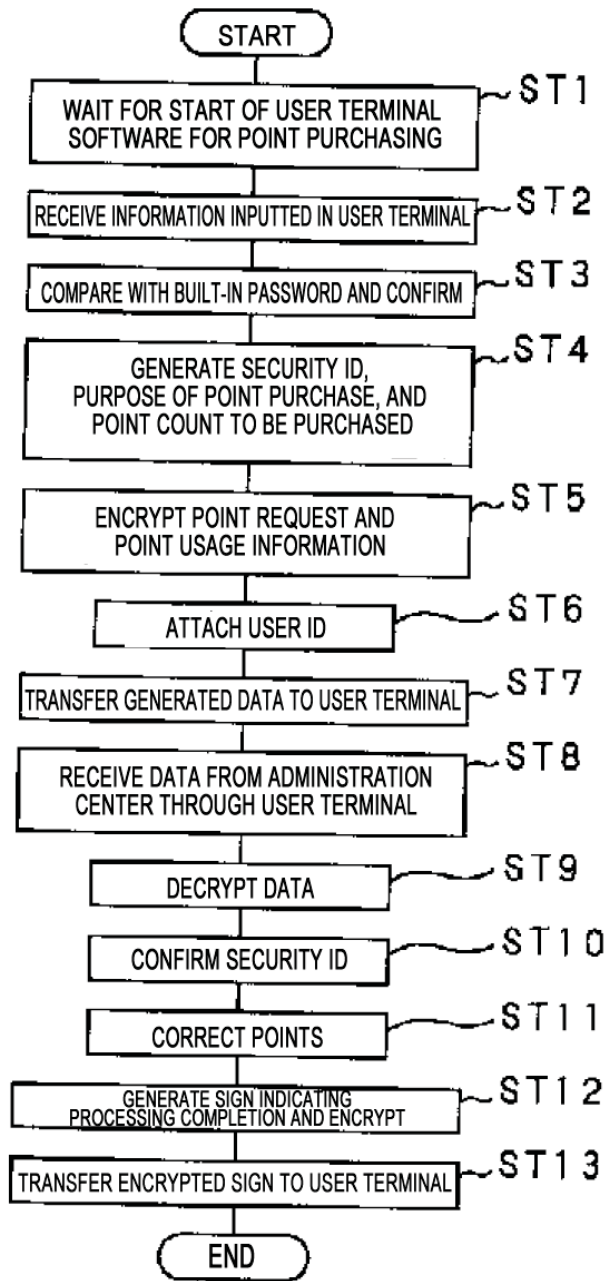 START
WAIT FOR START OF USER TERMINAL
SOFTWARE FOR POINT PURCHASING
ST1
RECEIVE INFORMATION INPUTTED IN USER TERMINAL
ST2
COMPARE WITH BUILT-IN PASSWORD AND CONFIRM
ST3
GENERATE SECURITY ID,
PURPOSE OF POINT PURCHASE, AND
POINT COUNT TO BE PURCHASED
ST4
ENCRYPT POINT REQUEST AND
POINT USAGE INFORMATION
ST5
ATTACH USER ID
ST6
TRANSFER GENERATED DATA TO USER TERMINAL
ST7
RECEIVE DATA FROM ADMINISTRATION
CENTER THROUGH USER TERMINAL
ST8
DECRYPT DATA
ST9
CONFIRM SECURITY ID
ST10
CORRECT POINTS
ST11
GENERATE SIGN INDICATING
PROCESSING COMPLETION AND ENCRYPT
ST12
TRANSFER ENCRYPTED SIGN TO USER TERMINAL
ST13
END